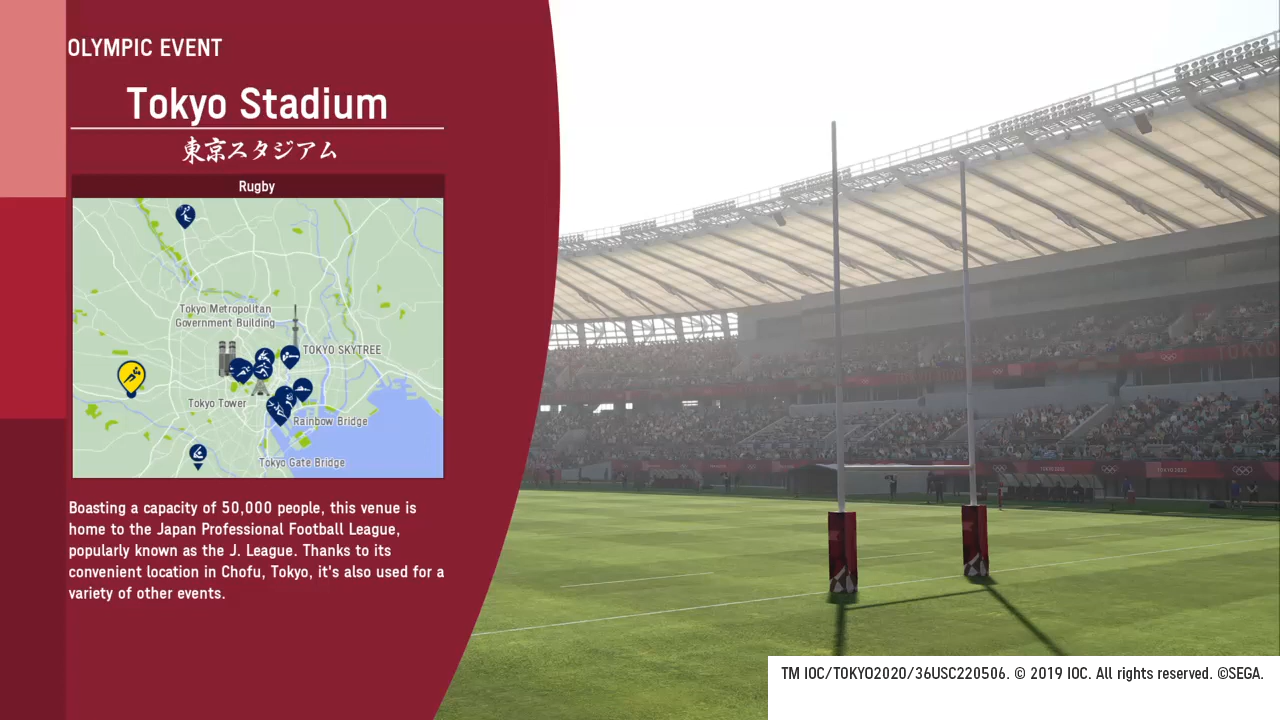 OLYMPIC EVENT
Tokyo Stadium
東京スタジアム
Rugby
Tokyo Metropolitan
Government Building
TOKYO SKYTREE
Tokyo Tower
Rainbow Bridge
Tokyo Gate Bridge
Boasting a capacity of 50,000 people, this venue is
home to the Japan Professional Football League,
popularly known as the J. League. Thanks to its
convenient location in Chofu, Tokyo, it's also used for a
variety of other events.
TM IOC/TOKYO2020/36USC220506. © 2019 IOC. All rights reserved. ©SEGA.